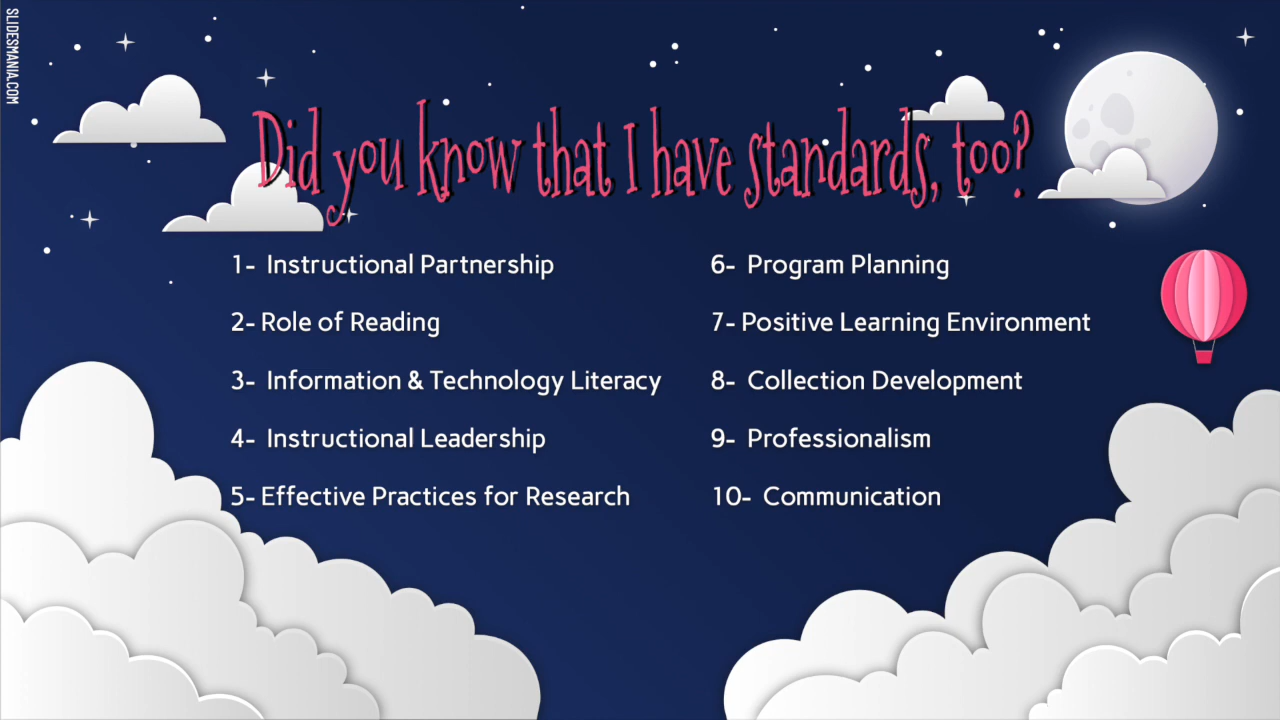 SLIDESMANIA.COM
Did you know that I have standards, too?
1- Instructional Partnership
2- Role of Reading
3- Information & Technology Literacy
4- Instructional Leadership
5- Effective Practices for Research
6- Program Planning
7- Positive Learning Environment
8- Collection Development
9- Professionalism
10- Communication